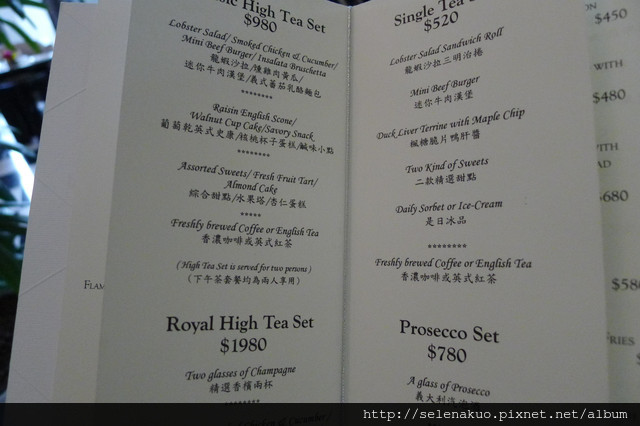 High Tea Set
$980
Lobster Salad/ Smoked Chicken & Cucumber/
Mini Beef Burger/ Insalata Bruschetta
龍蝦沙拉/燻雞肉黃瓜/
迷你牛肉漢堡/義式蕃茄乳酪麵包
********
Raisin English Scone/
Walnut Cup Cake/Savory Snack
葡萄乾英式史康/核桃杯子蛋糕/鹹味小點
********
Assorted Sweets/ Fresh Fruit Tart/
Almond Cake
綜合甜點/水果塔/杏仁蛋糕
*****
Freshly brewed Coffee or English Tea
香濃咖啡或英式紅茶
( High Tea Set is served for two persons )
(下午茶套餐均為兩人享用)
Royal High Tea Set
$1980
Two glasses of Champagne
精選香檳兩杯
********
Single Tea
$520
Lobster Salad Sandwich Roll
龍蝦沙拉三明治捲
Mini Beef Burger
迷你牛肉漢堡
Duck Liver Terrine with Maple Chip
楓糖脆片鴨肝醬
Two Kind of Sweets
二款精選甜點
Daily Sorbet or Ice-Cream
是日冰品
********
Freshly brewed Coffee or English Tea
香濃咖啡或英式紅茶
Prosecco Set
$780
A glass of Prosecco
$450
WITH
$480
WITH
$580
FRIES
http://selenakuo.pixnet.net/album